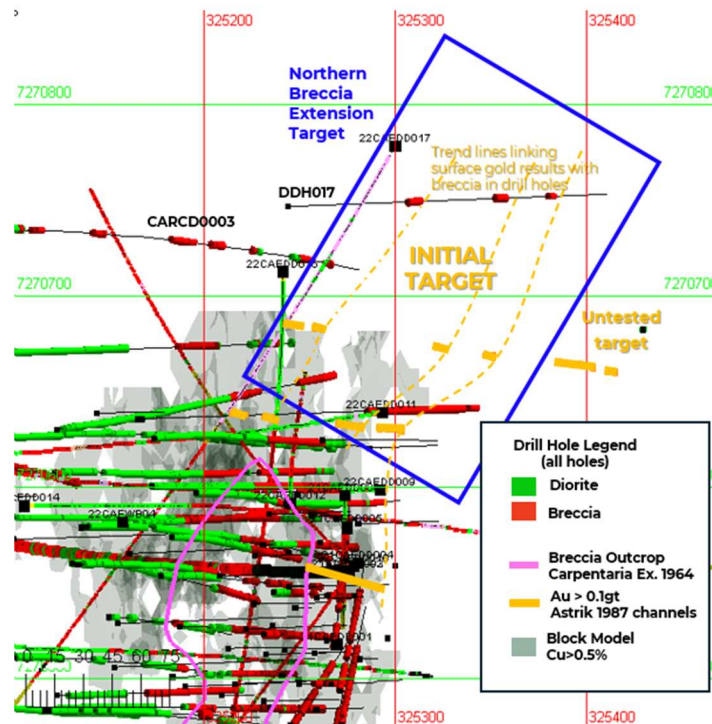 325200
325300
325400
7270800
7270800
Northern
Breccia
Extension
Target
22CAEDD017
Trend lines linking
surface gold results with
breccia in drill holes
DDH017
CARCD0003
INITIAL
TARGET
7270700
7270700
Untested
target
22CAEDD011
22CAEDD009
22CAEWB04
Drill Hole Legend
(all holes)
Diorite
Breccia
Breccia Outcrop
Carpentaria Ex. 1964
Au > 0.1gt
Astrik 1987 channels
Block Model
Cu>0.5%
0 15 30 45 60 75
325300
325400